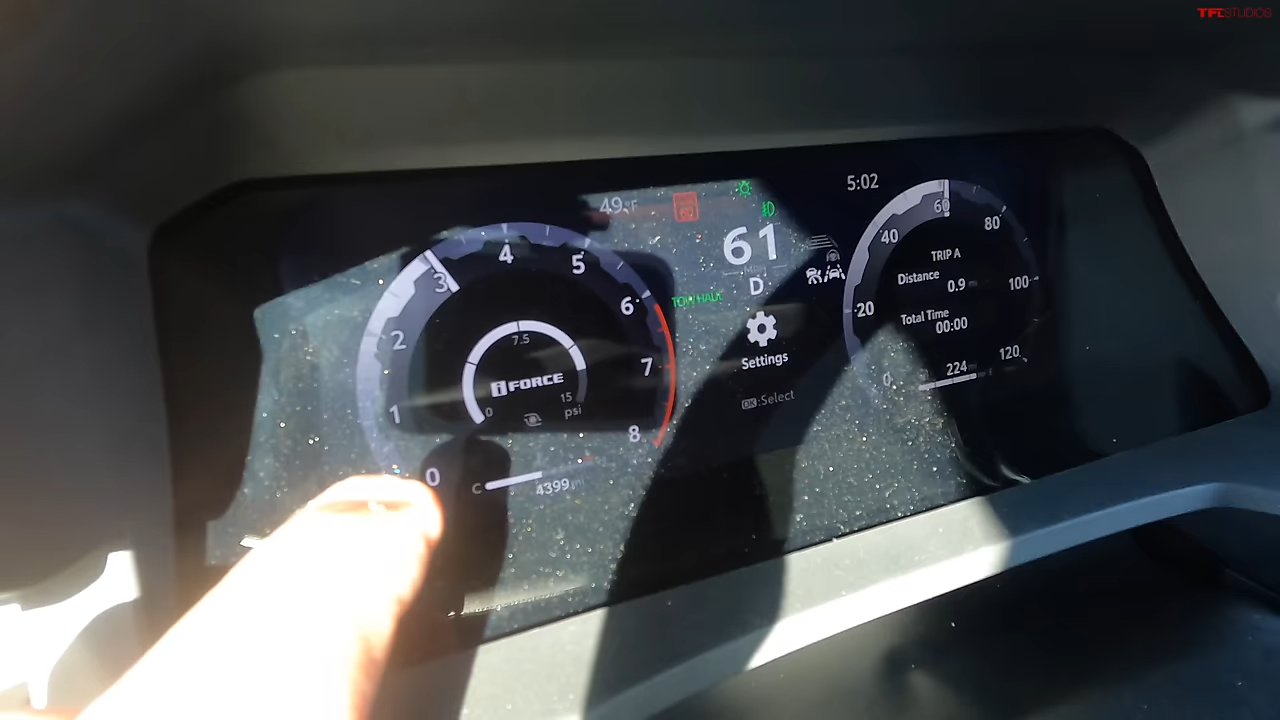 TFLSTUDIOS
5:02
49°F
61
D
TOW/HAUL
Settings
OK:Select
0
1
2
3
4
5
6
7
8
7.5
iFORCE
0
15
psi
C
4399 mi
0
20
40
60
80
100
120
TRIP A
Distance
0.9 mi
Total Time
00:00
224